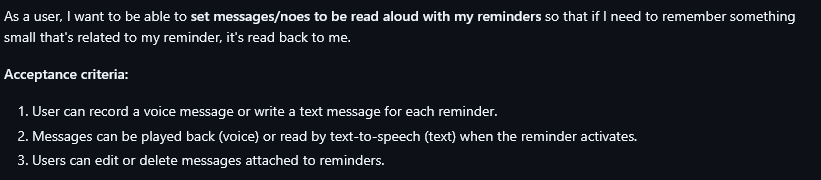 As a user, I want to be able to set messages/noes to be read aloud with my reminders so that if I need to remember something
small that's related to my reminder, it's read back to me.
Acceptance criteria:
1. User can record a voice message or write a text message for each reminder.
2. Messages can be played back (voice) or read by text-to-speech (text) when the reminder activates.
3. Users can edit or delete messages attached to reminders.